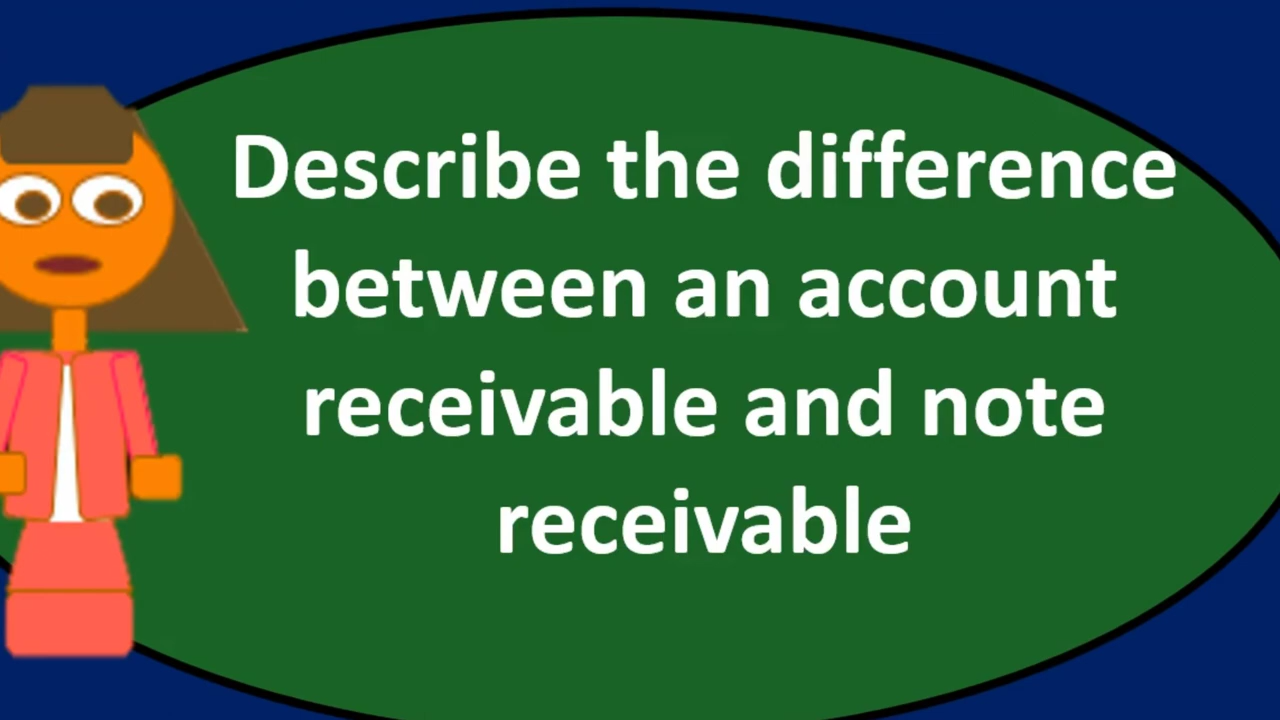 Describe the difference
between an account
receivable and note
receivable